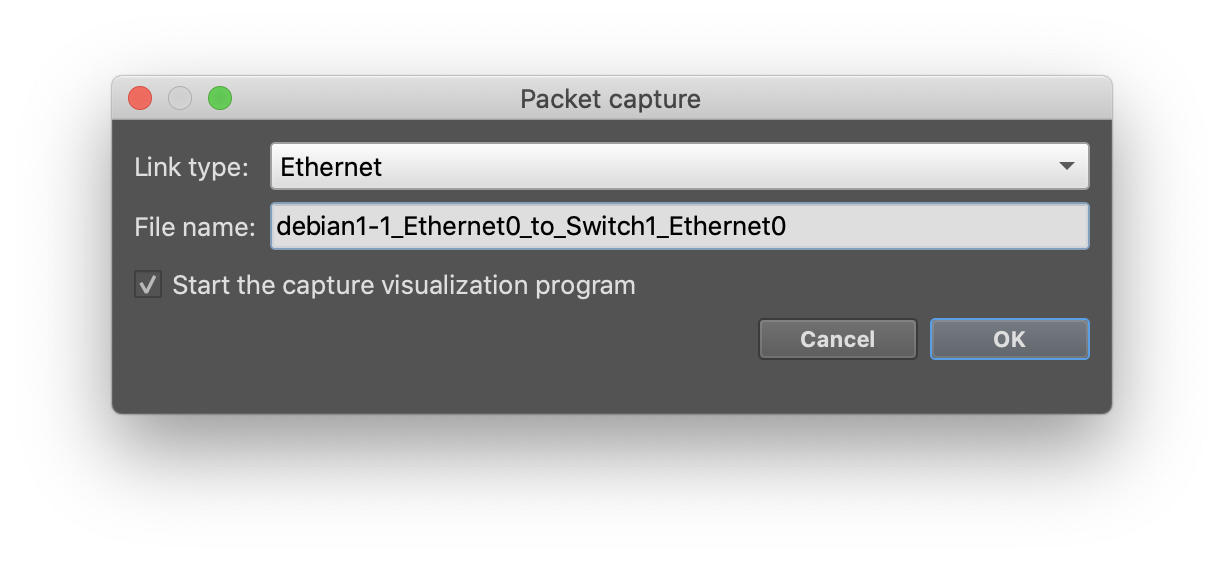 Packet capture
Link type: Ethernet
File name: debian1-1_Ethernet0_to_Switch1_Ethernet0
Start the capture visualization program
Cancel OK